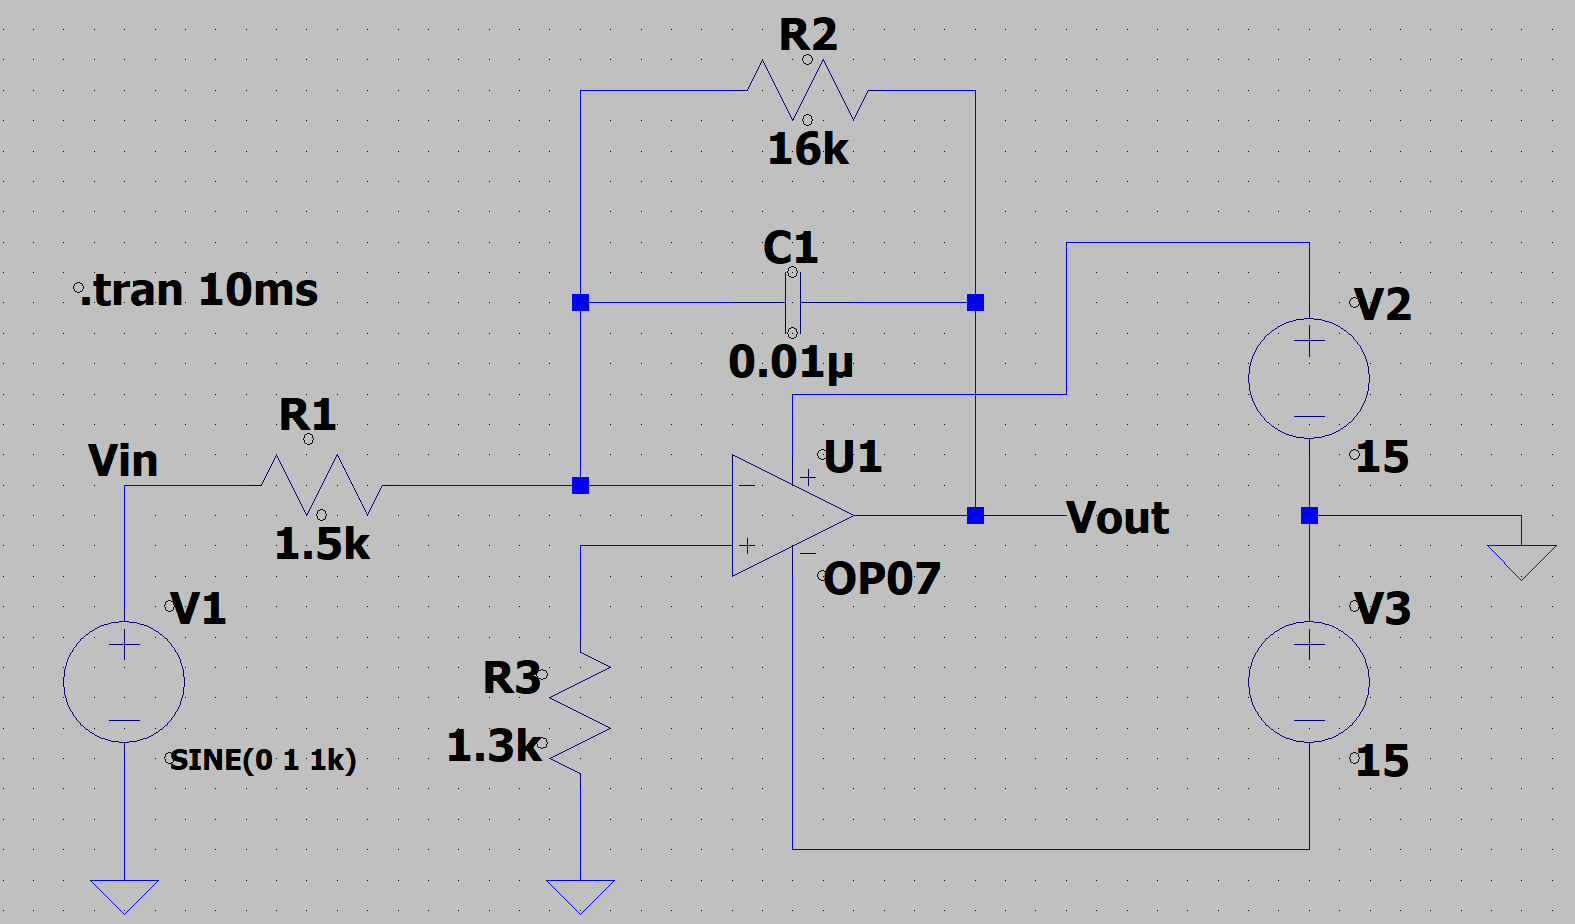 R2
16k
C1
.tran 10ms
V2
0.01µ
R1
Vin
U1
15
1.5k
Vout
OP07
V1
V3
R3
1.3k
SINE(0 1 1k)
15